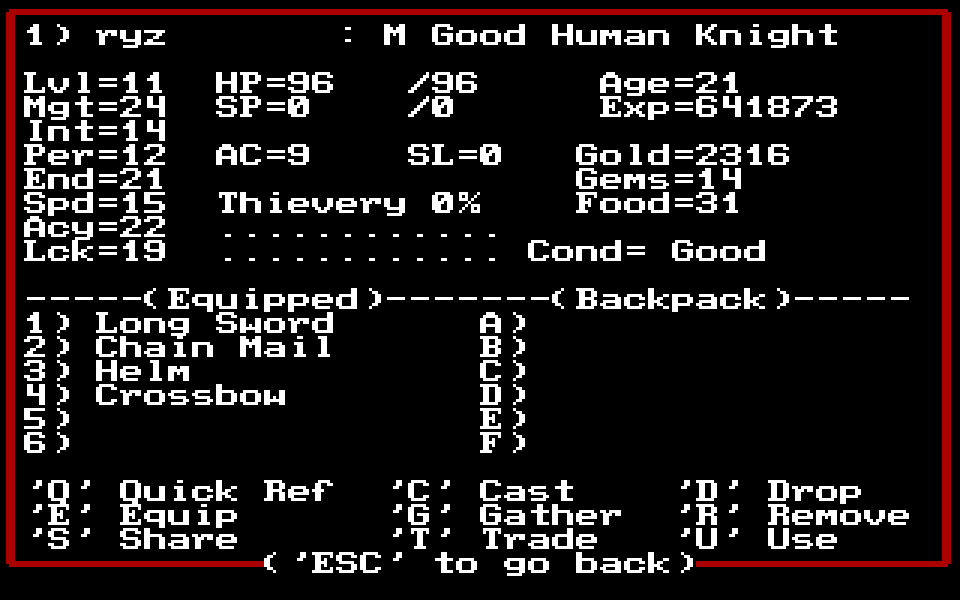 1) ryz : M Good Human Knight
Lvl=11 HP=96 /96 Age=21
Mgt=24 SP=0 /0 Exp=641873
Int=14
Per=12 AC=9 SL=0 Gold=2316
End=21 Gems=14
Spd=15 Thievery 0% Food=31
Acy=22 ............
Lck=19 ............ Cond= Good
-----(Equipped)-------(Backpack)-----
1) Long Sword A)
2) Chain Mail B)
3) Helm C)
4) Crossbow D)
5) E)
6) F)
'Q' Quick Ref 'C' Cast 'D' Drop
'E' Equip 'G' Gather 'R' Remove
'S' Share 'T' Trade 'U' Use
('ESC' to go back)